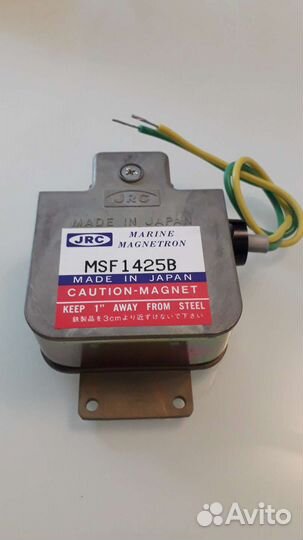 JRC
MADE IN JAPAN
JRC MARINE
MAGNETRON
MSF1425B
MADE IN JAPAN
CAUTION-MAGNET
KEEP 1" AWAY FROM STEEL
鉄製品を3cmより近ずけないで下さい
Avito